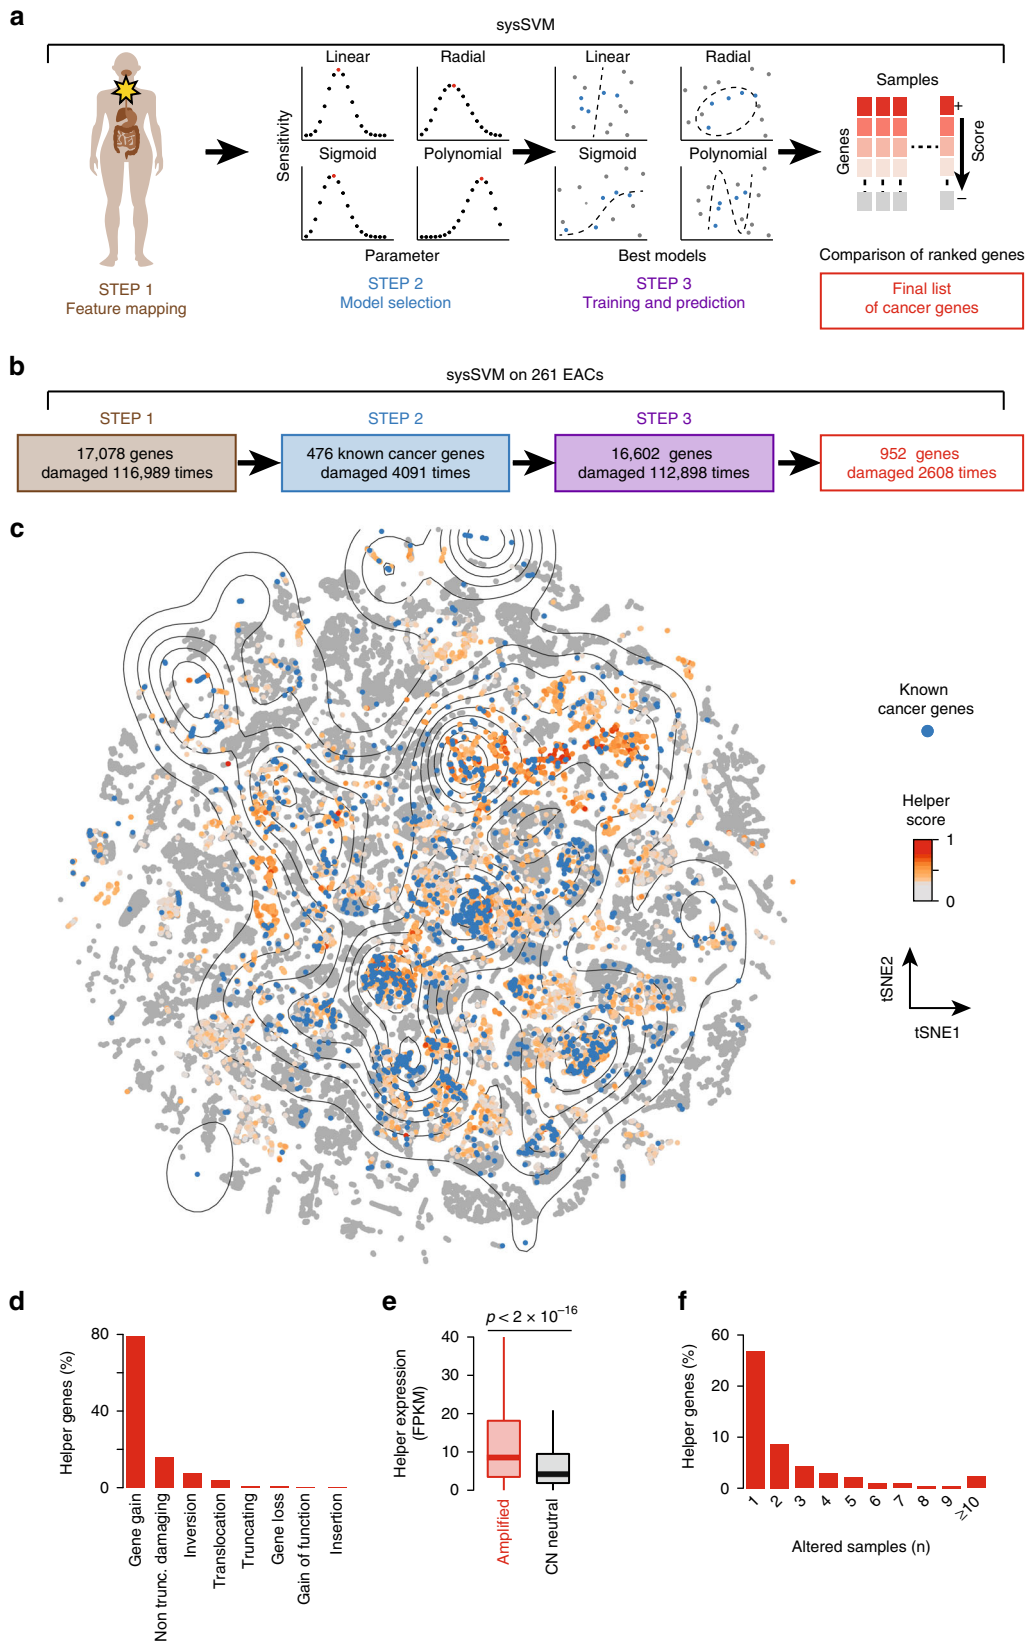 a
sysSVM
Linear
Radial
Linear
Radial
Sensitivity
Sigmoid
Polynomial
Sigmoid
Polynomial
Parameter
Best models
Samples
Genes
+
Score
−
Comparison of ranked genes
STEP 1
Feature mapping
STEP 2
Model selection
STEP 3
Training and prediction
Final list
of cancer genes
b
sysSVM on 261 EACs
STEP 1
STEP 2
STEP 3
17,078 genes
damaged 116,989 times
476 known cancer genes
damaged 4091 times
16,602 genes
damaged 112,898 times
952 genes
damaged 2608 times
c
Known
cancer genes
Helper
score
1
0
tSNE2
tSNE1
d
Helper genes (%)
80
40
0
Gene gain
Non trunc. damaging
Inversion
Translocation
Truncating
Gene loss
Gain of function
Insertion
e
p < 2 × 10⁻¹⁶
Helper expression
(FPKM)
40
30
20
10
0
Amplified
CN neutral
f
Helper genes (%)
60
20
10
0
1
2
3
4
5
6
7
8
9
≥10
Altered samples (n)